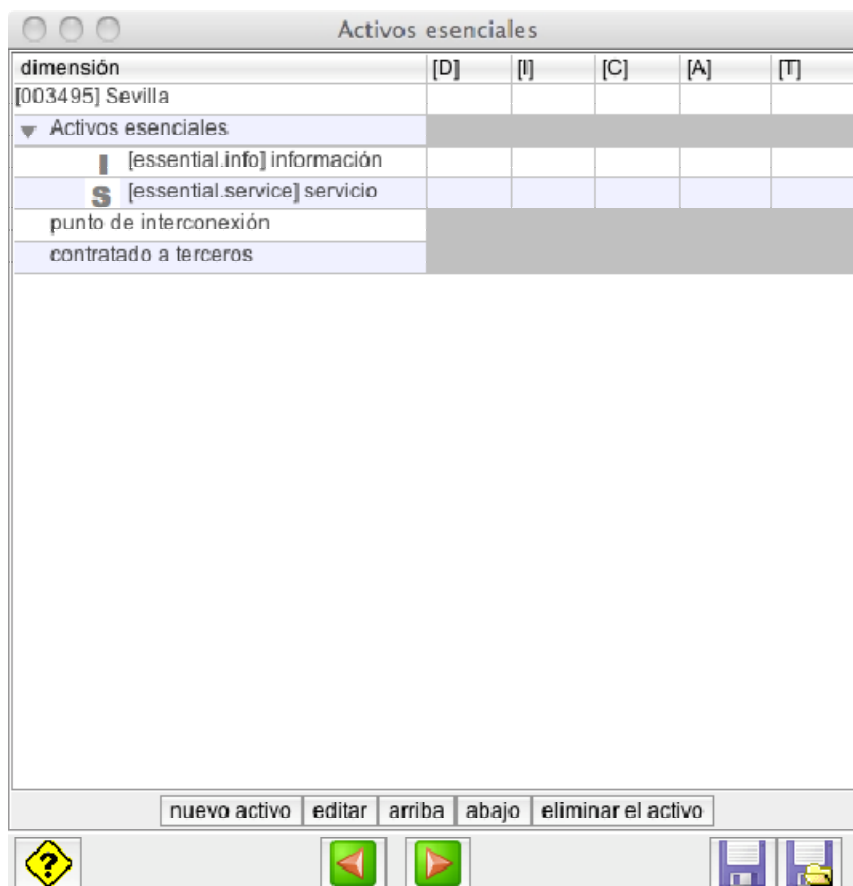 Activos esenciales
dimensión [D] [I] [C] [A] [T]
[003495] Sevilla
Activos esenciales
I [essential.info] información
S [essential.service] servicio
punto de interconexión
contratado a terceros
nuevo activo editar arriba abajo eliminar el activo
?